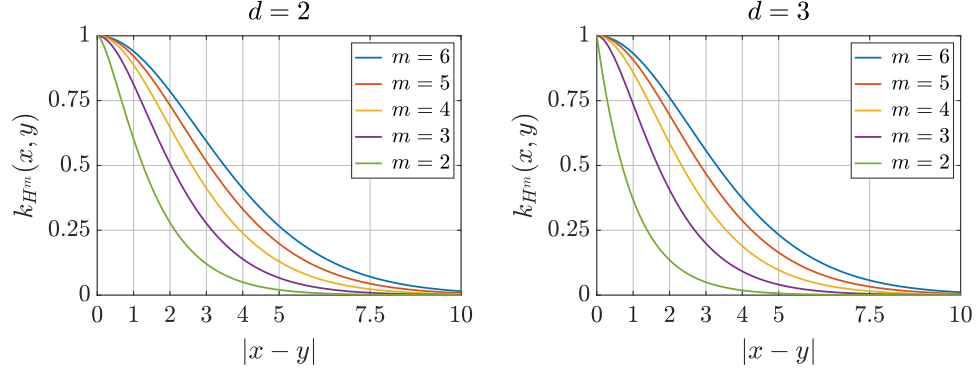 d = 2
k_{H^m}(x, y)
1
0.75
0.5
0.25
0
0 1 2 3 4 5 7.5 10
|x − y|
m = 6
m = 5
m = 4
m = 3
m = 2
d = 3
k_{H^m}(x, y)
1
0.75
0.5
0.25
0
0 1 2 3 4 5 7.5 10
|x − y|
m = 6
m = 5
m = 4
m = 3
m = 2